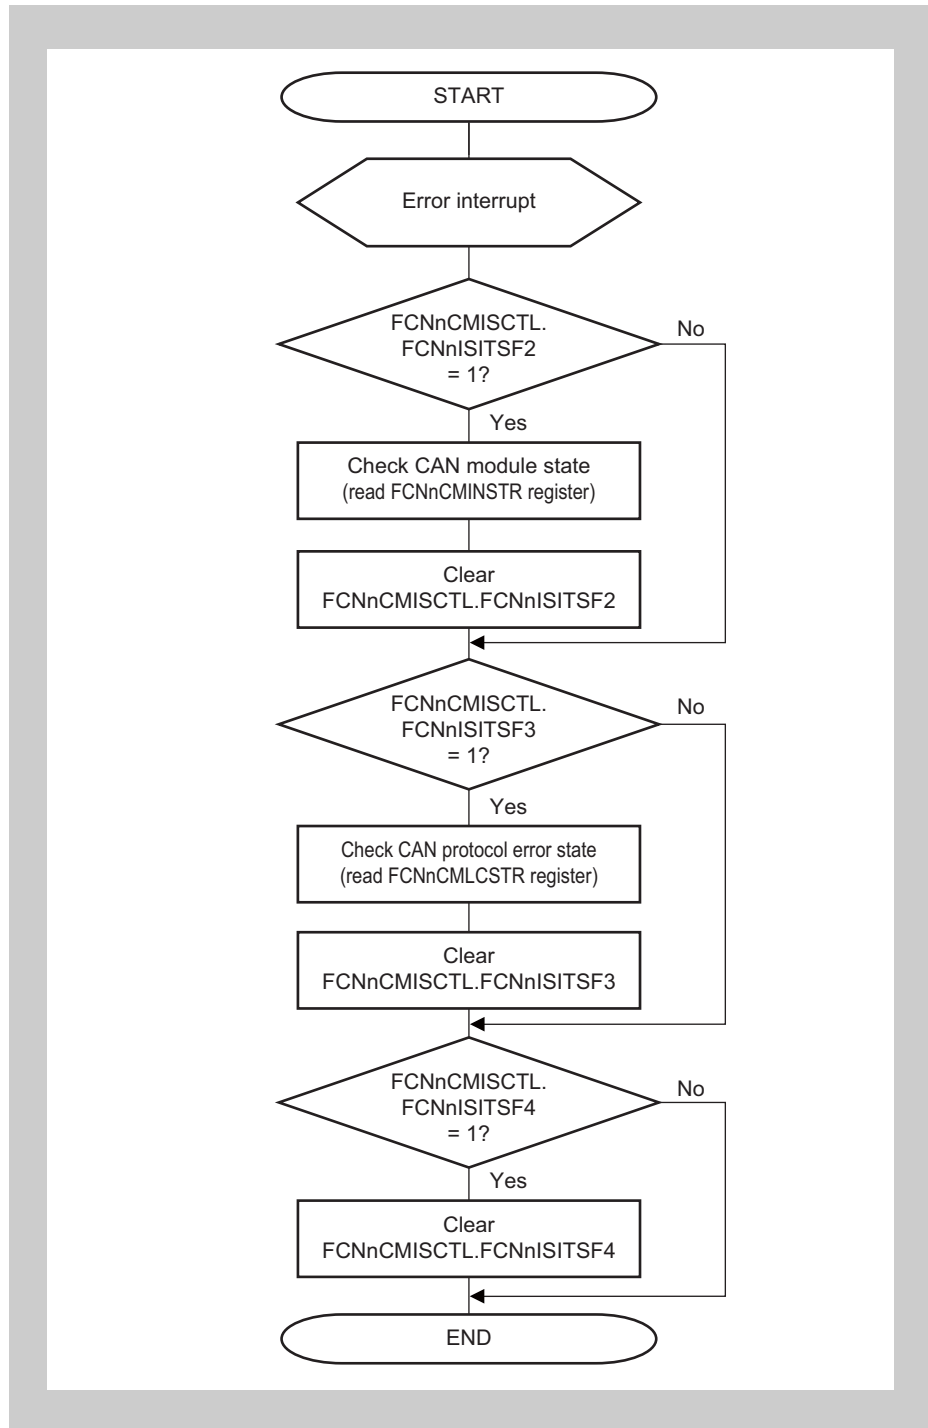 START
Error interrupt
FCNnCMISCTL.
FCNnISITSF2
= 1?
No
Yes
Check CAN module state
(read FCNnCMINSTR register)
Clear
FCNnCMISCTL.FCNnISITSF2
FCNnCMISCTL.
FCNnISITSF3
= 1?
No
Yes
Check CAN protocol error state
(read FCNnCMLCSTR register)
Clear
FCNnCMISCTL.FCNnISITSF3
FCNnCMISCTL.
FCNnISITSF4
= 1?
No
Yes
Clear
FCNnCMISCTL.FCNnISITSF4
END